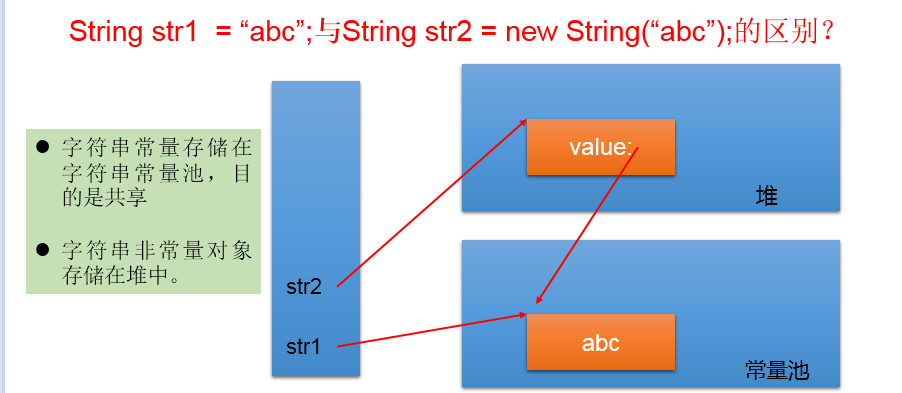 String str1  = “abc”;与String str2 = new String(“abc”);的区别？
● 字符串常量存储在
字符串常量池，目
的是共享
● 字符串非常量对象
存储在堆中。
str2
str1
value:
堆
abc
常量池